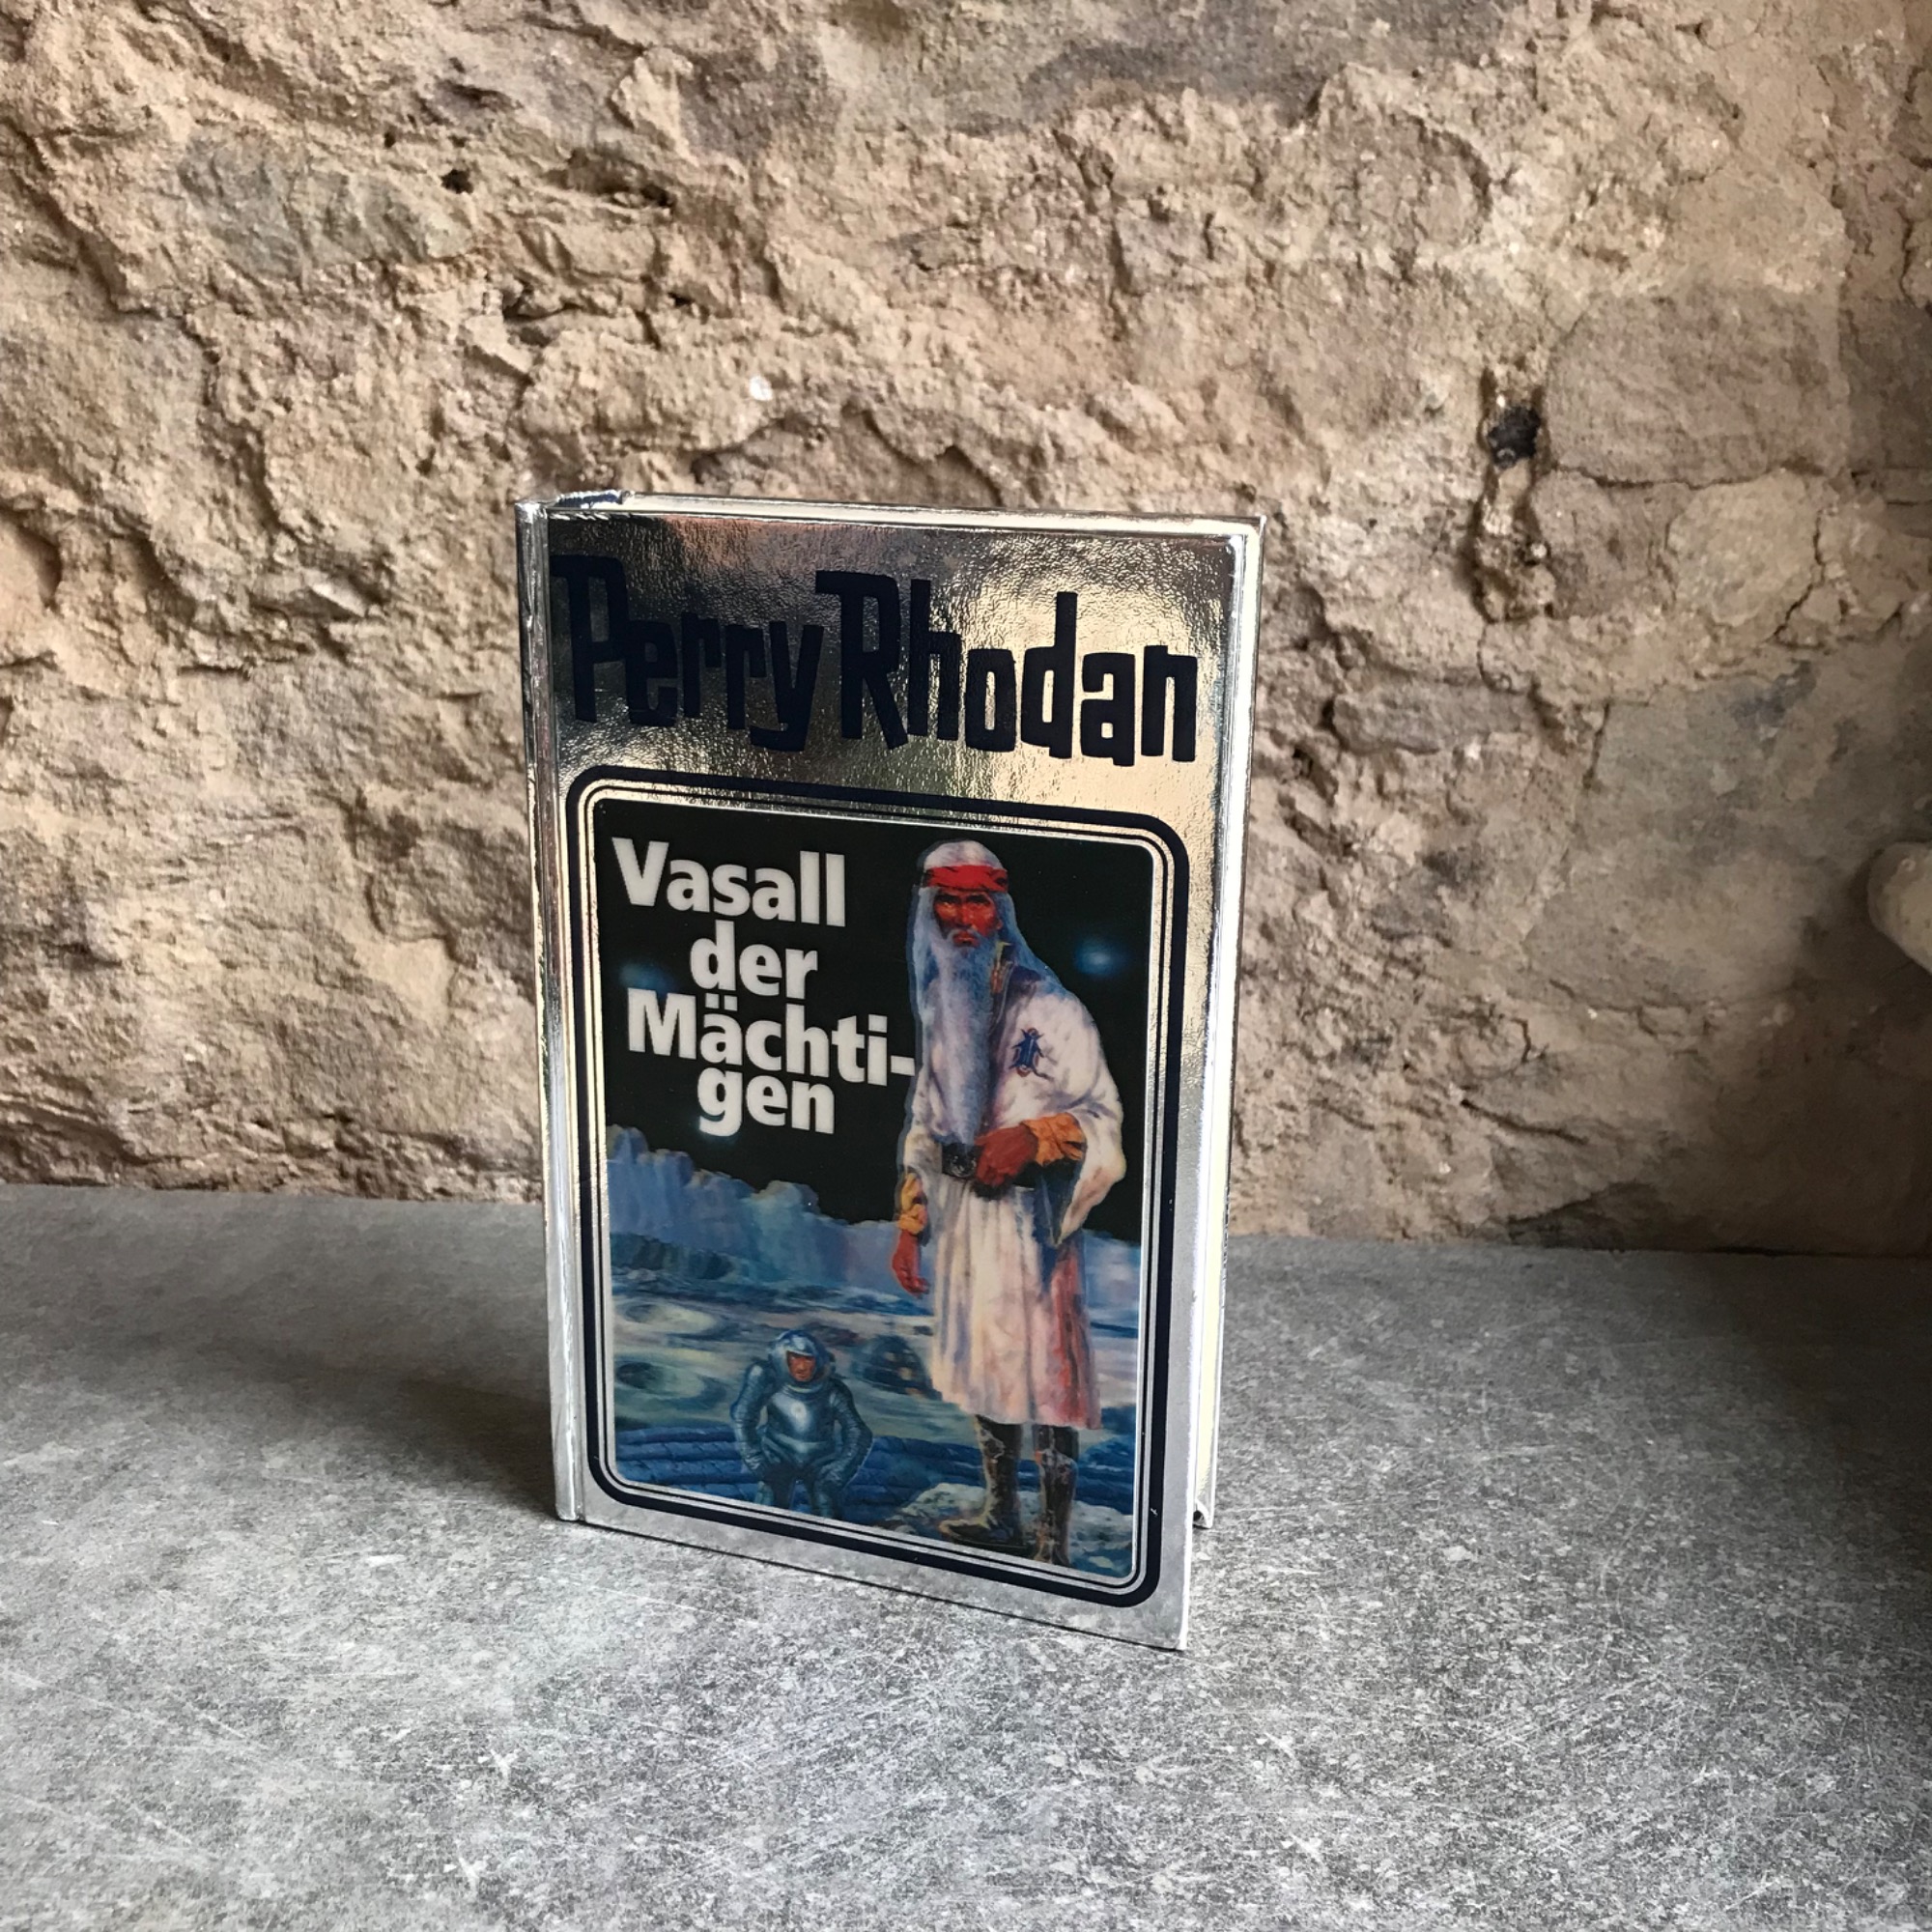 Perry Rhodan
Vasall
der
Mächti-
gen